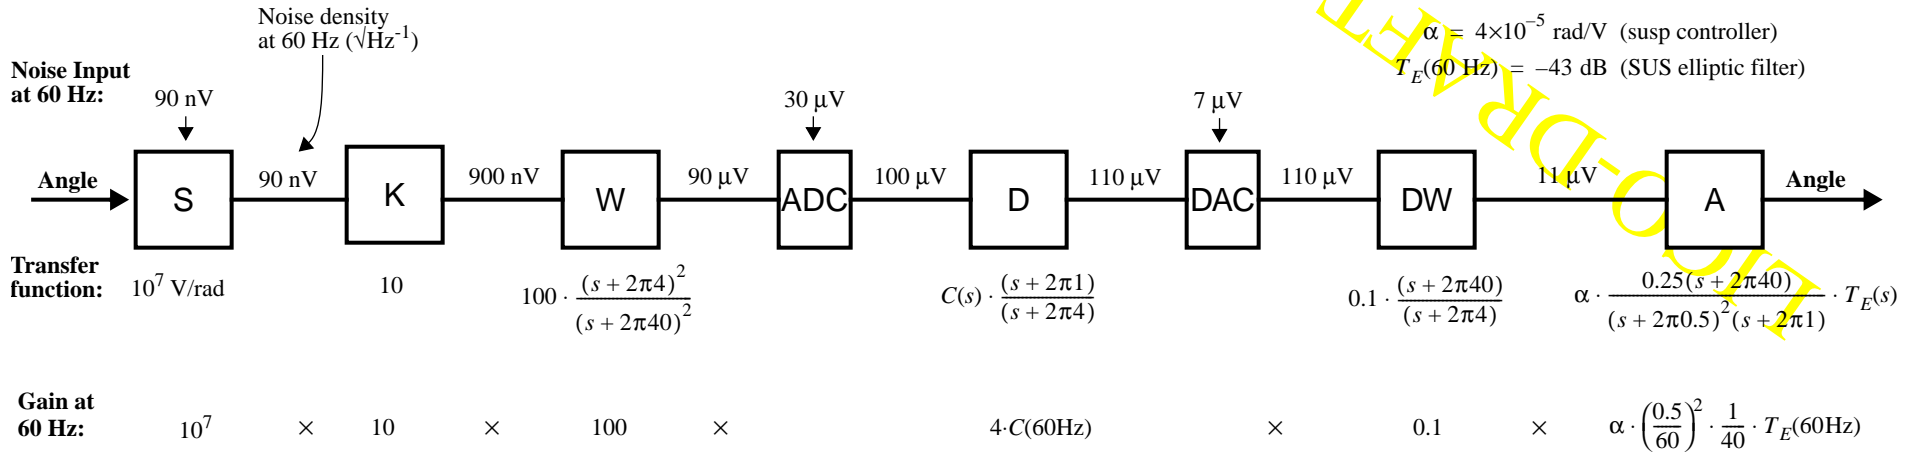 Noise density
at 60 Hz (√Hz⁻¹)
α = 4×10⁻⁵ rad/V (susp controller)
T_E(60 Hz) = –43 dB (SUS elliptic filter)
Noise Input
at 60 Hz:
90 nV
30 μV
7 μV
Angle
S
90 nV
K
900 nV
W
90 μV
ADC
100 μV
D
110 μV
DAC
110 μV
DW
11 μV
A
Angle
Transfer
function:
10⁷ V/rad
10
100 · (s + 2π4)² / (s + 2π40)²
C(s) · (s + 2π1) / (s + 2π4)
0.1 · (s + 2π40) / (s + 2π4)
α · 0.25(s + 2π40) / (s + 2π0.5)²(s + 2π1) · T_E(s)
Gain at
60 Hz:
10⁷ × 10 × 100 × 4·C(60Hz) × 0.1 × α · (0.5/60)² · 1/40 · T_E(60Hz)
LIGO-DRAFT